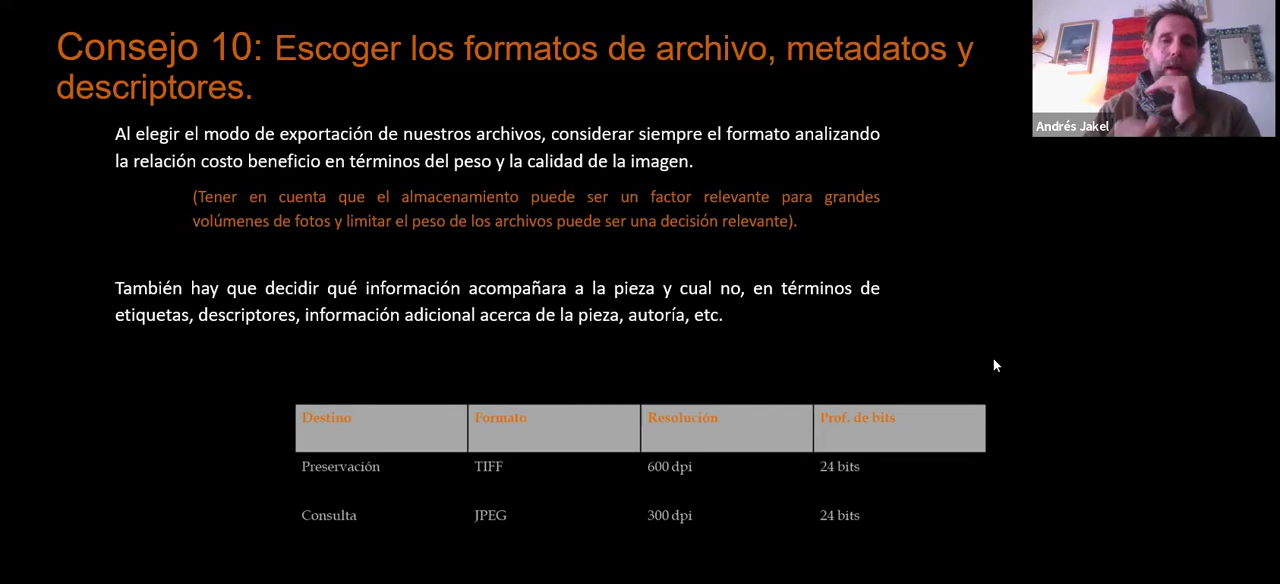 Consejo 10: Escoger los formatos de archivo, metadatos y
descriptores.
Al elegir el modo de exportación de nuestros archivos, considerar siempre el formato analizando
la relación costo beneficio en términos del peso y la calidad de la imagen.
(Tener en cuenta que el almacenamiento puede ser un factor relevante para grandes
volúmenes de fotos y limitar el peso de los archivos puede ser una decisión relevante).
También hay que decidir qué información acompañara a la pieza y cual no, en términos de
etiquetas, descriptores, información adicional acerca de la pieza, autoría, etc.
Destino Formato Resolución Prof. de bits
Preservación TIFF 600 dpi 24 bits
Consulta JPEG 300 dpi 24 bits
Andrés Jakel